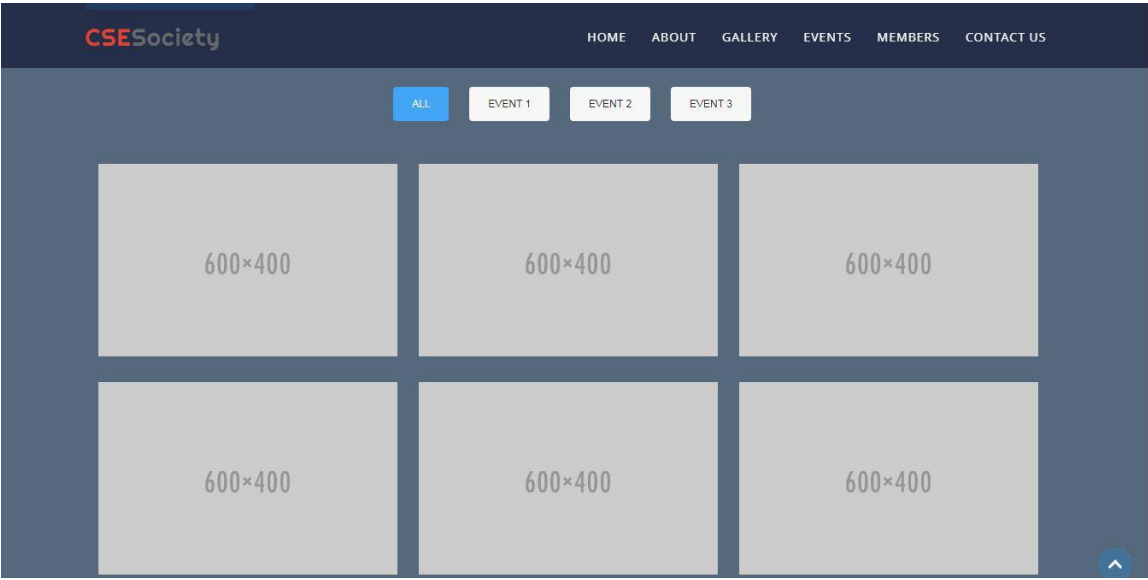 CSESociety HOME ABOUT GALLERY EVENTS MEMBERS CONTACT US
ALL EVENT 1 EVENT 2 EVENT 3
600×400 600×400 600×400
600×400 600×400 600×400